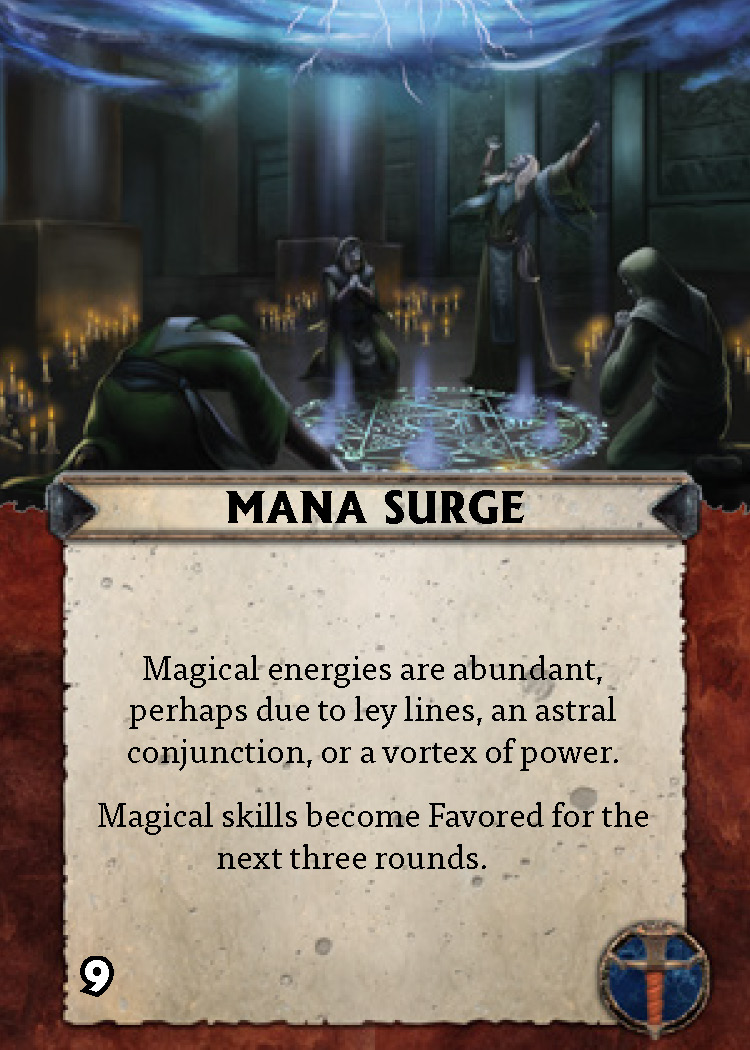 MANA SURGE
Magical energies are abundant,
perhaps due to ley lines, an astral
conjunction, or a vortex of power.
Magical skills become Favored for the
next three rounds.
9